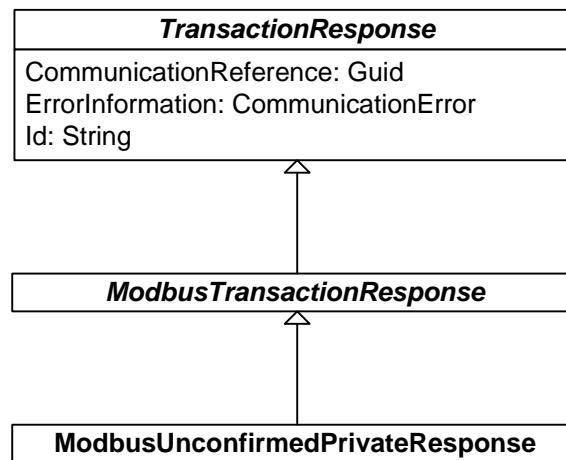 TransactionResponse
CommunicationReference: Guid
ErrorInformation: CommunicationError
Id: String
ModbusTransactionResponse
ModbusUnconfirmedPrivateResponse